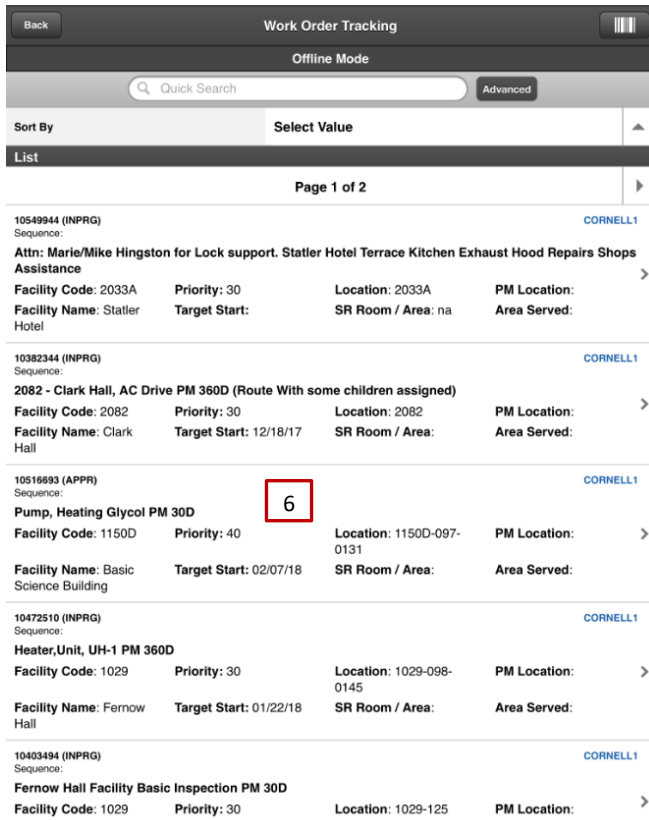 Back Work Order Tracking
Offline Mode
Quick Search Advanced
Sort By Select Value
List
Page 1 of 2
10549944 (INPRG) CORNELL1
Sequence:
Attn: Marie/Mike Hingston for Lock support. Statler Hotel Terrace Kitchen Exhaust Hood Repairs Shops
Assistance
Facility Code: 2033A Priority: 30 Location: 2033A PM Location:
Facility Name: Statler Target Start: SR Room / Area: na Area Served:
Hotel
10382344 (INPRG) CORNELL1
Sequence:
2082 - Clark Hall, AC Drive PM 360D (Route With some children assigned)
Facility Code: 2082 Priority: 30 Location: 2082 PM Location:
Facility Name: Clark Target Start: 12/18/17 SR Room / Area: Area Served:
Hall
10516693 (APPR) CORNELL1
Sequence:
6
Pump, Heating Glycol PM 30D
Facility Code: 1150D Priority: 40 Location: 1150D-097- PM Location:
0131
Facility Name: Basic Target Start: 02/07/18 SR Room / Area: Area Served:
Science Building
10472510 (INPRG) CORNELL1
Sequence:
Heater,Unit, UH-1 PM 360D
Facility Code: 1029 Priority: 30 Location: 1029-098- PM Location:
0145
Facility Name: Fernow Target Start: 01/22/18 SR Room / Area: Area Served:
Hall
10403494 (INPRG) CORNELL1
Sequence:
Fernow Hall Facility Basic Inspection PM 30D
Facility Code: 1029 Priority: 30 Location: 1029-125 PM Location: